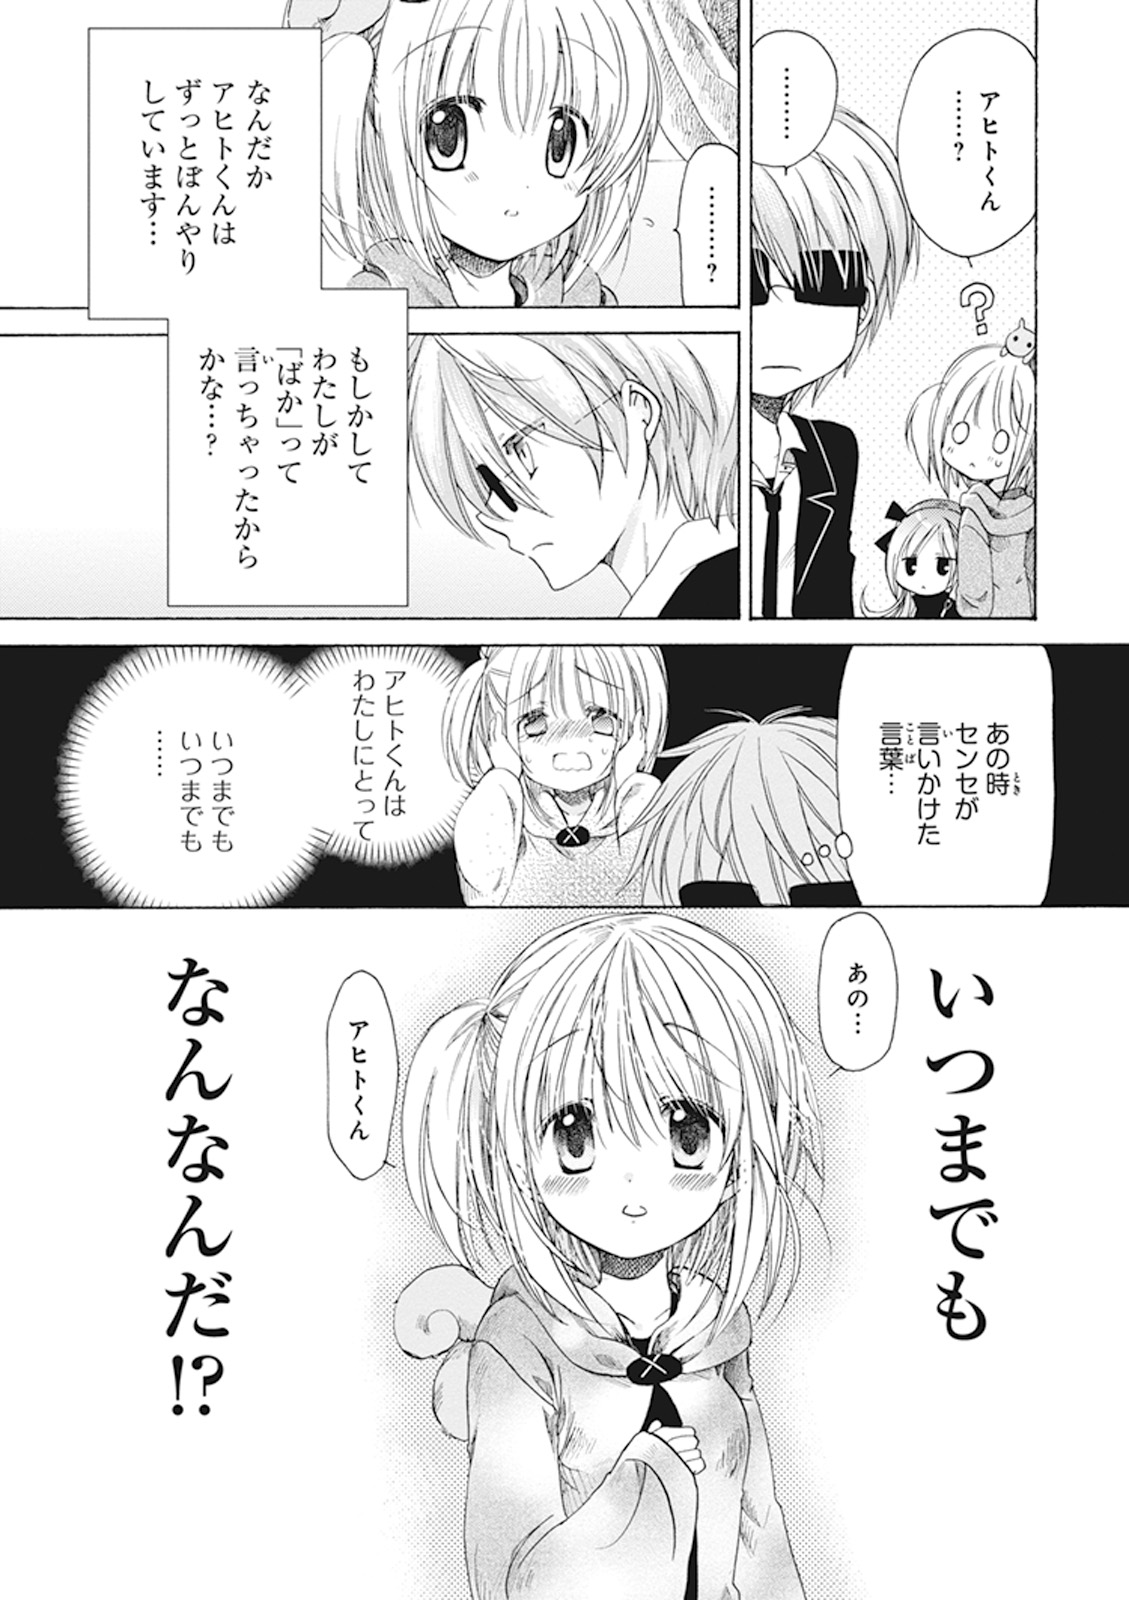 アヒトくん
……?
……
……
……?
なんだか
アヒトくんは
ずっとぼんやり
しています…
もしかして
わたしが
「ばか」って
言っちゃったから
かな…?
あの時
センセが
言いかけた
言葉…
アヒトくんは
わたしにとって
いつまでも
いつまでも
……
いつまでも
なんなんだ!?
あの…
アヒトくん